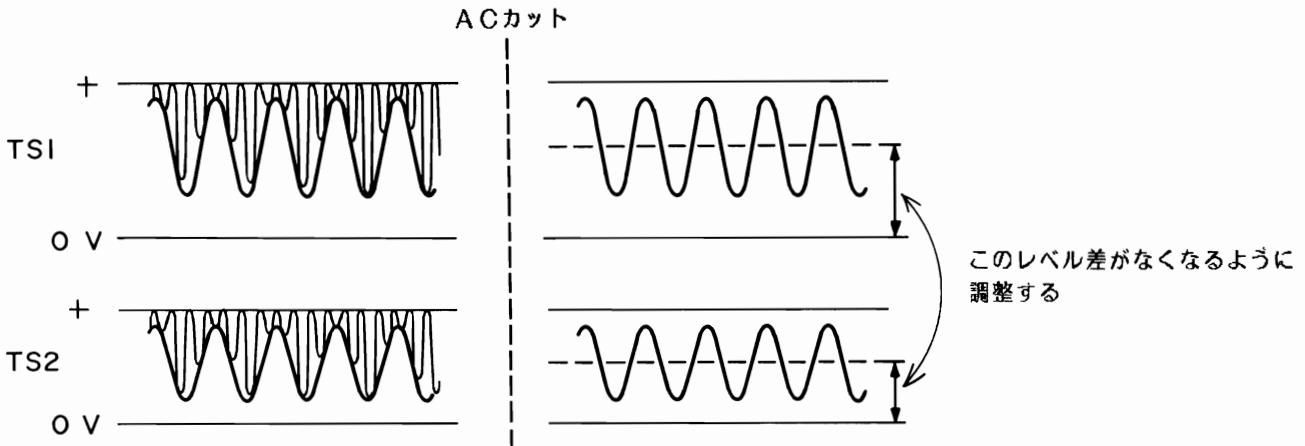 ACカット
+
TS1
0 V
+
TS2
0 V
このレベル差がなくなるように
調整する